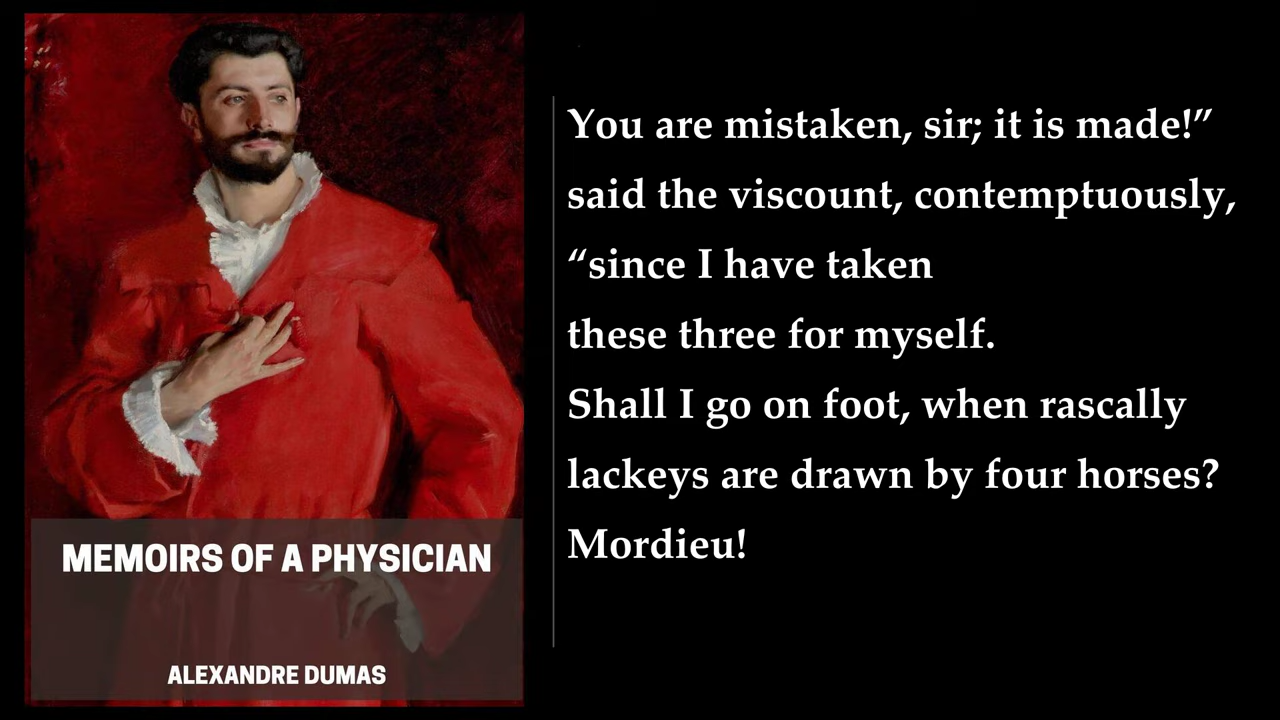 MEMOIRS OF A PHYSICIAN
ALEXANDRE DUMAS
You are mistaken, sir; it is made!”
said the viscount, contemptuously,
“since I have taken
these three for myself.
Shall I go on foot, when rascally
lackeys are drawn by four horses?
Mordieu!